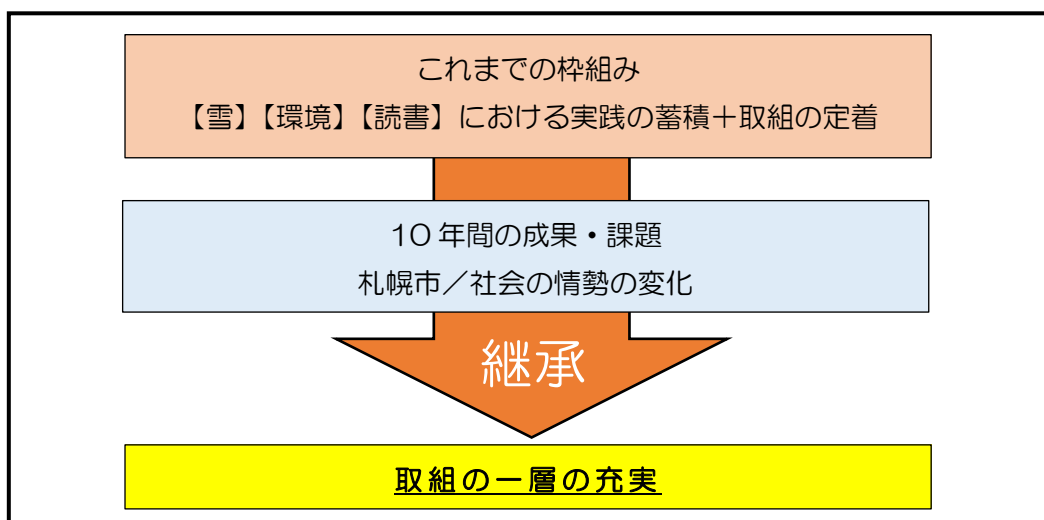 これまでの枠組み
【雪】【環境】【読書】における実践の蓄積＋取組の定着
10年間の成果・課題
札幌市／社会の情勢の変化
継承
取組の一層の充実